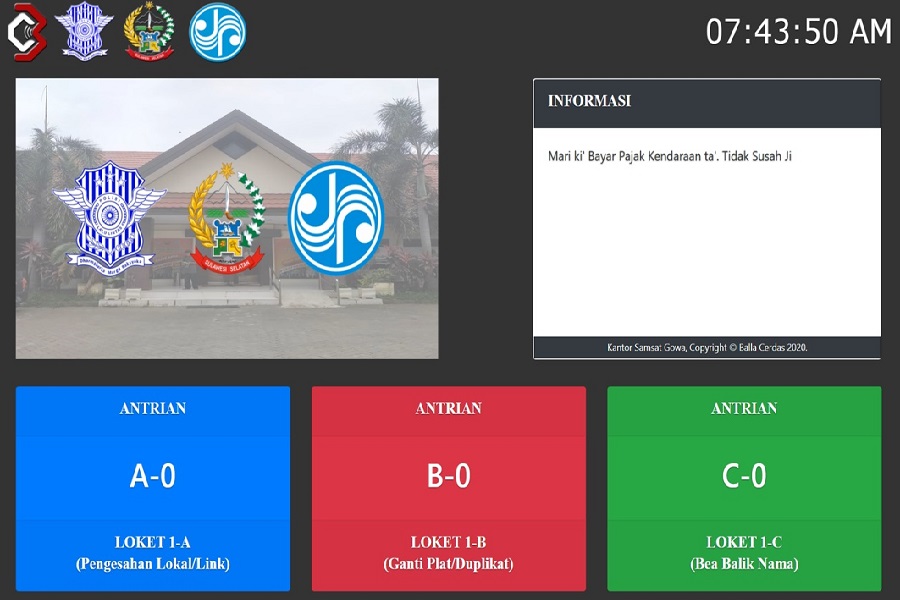 07:43:50 AM
INFORMASI
Mari ki' Bayar Pajak Kendaraan ta'. Tidak Susah Ji
SULAWESI SELATAN
Kantor Samsat Gowa, Copyright © Balla Cerdas 2020.
ANTRIAN
A-0
LOKET 1-A
(Pengesahan Lokal/Link)
ANTRIAN
B-0
LOKET 1-B
(Ganti Plat/Duplikat)
ANTRIAN
C-0
LOKET 1-C
(Bea Balik Nama)